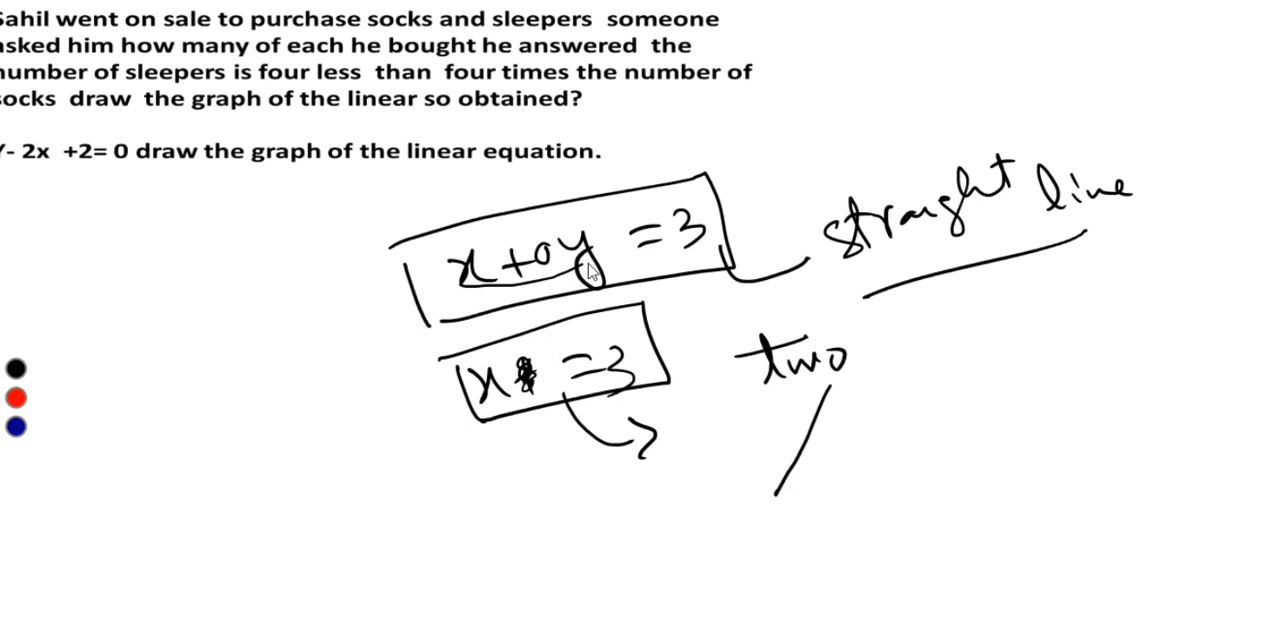 Sahil went on sale to purchase socks and sleepers someone
asked him how many of each he bought he answered the
number of sleepers is four less than four times the number of
socks draw the graph of the linear so obtained?
Y- 2x +2= 0 draw the graph of the linear equation.
x+0y =3
straight line
x =3
two